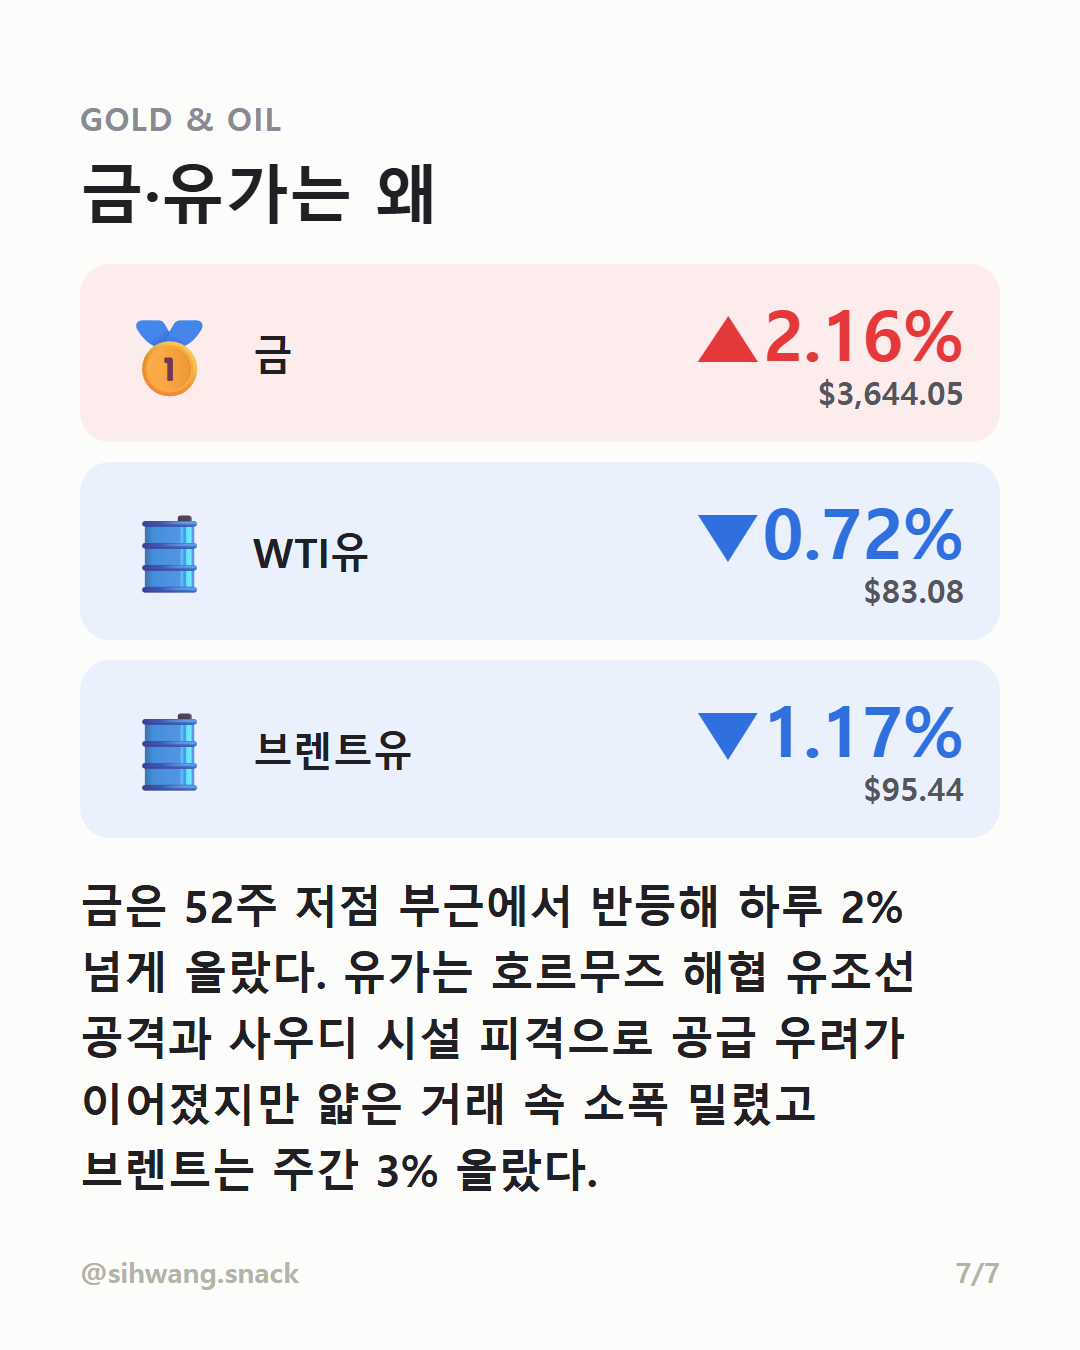 GOLD & OIL
금·유가는 왜
1
금
▲2.16%
$3,644.05
WTI유
▼0.72%
$83.08
브렌트유
▼1.17%
$95.44
금은 52주 저점 부근에서 반등해 하루 2%
넘게 올랐다. 유가는 호르무즈 해협 유조선
공격과 사우디 시설 피격으로 공급 우려가
이어졌지만 얇은 거래 속 소폭 밀렸고
브렌트는 주간 3% 올랐다.
@sihwang.snack
7/7